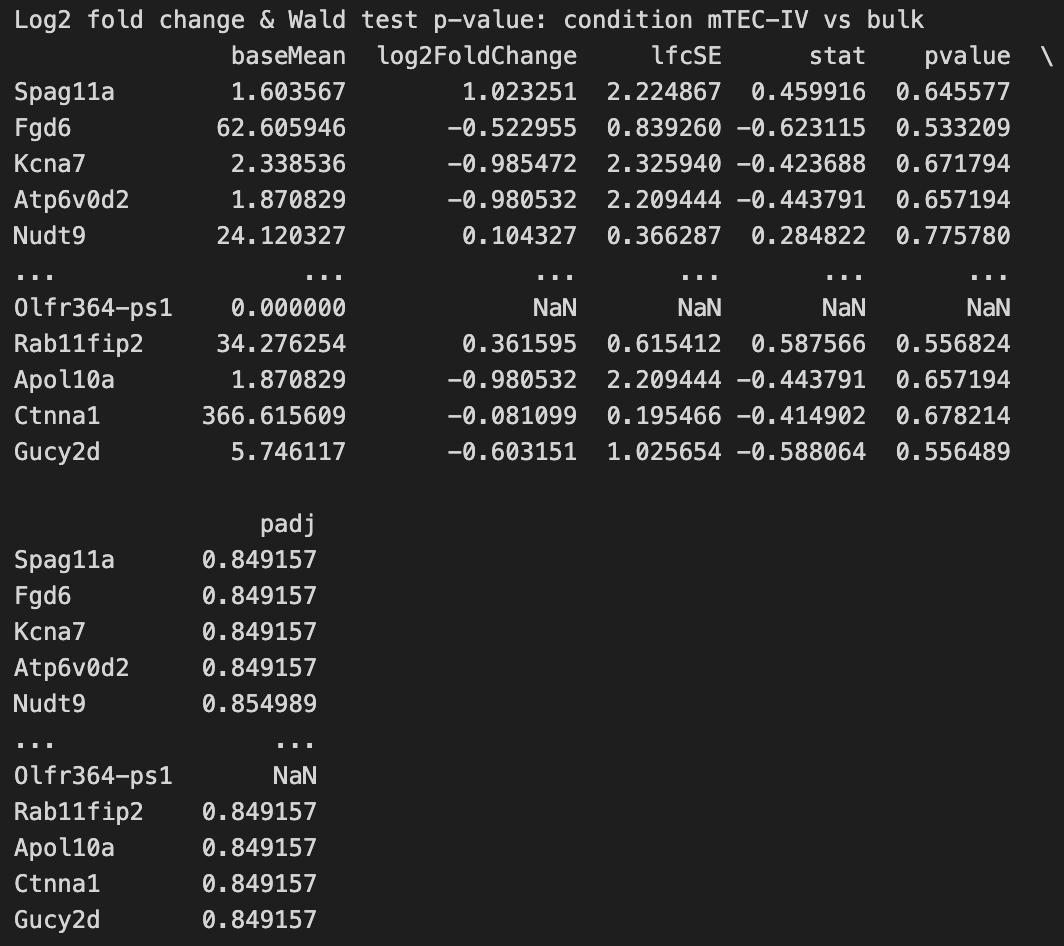 Log2 fold change & Wald test p-value: condition mTEC-IV vs bulk
               baseMean  log2FoldChange     lfcSE      stat    pvalue  \
Spag11a        1.603567        1.023251  2.224867  0.459916  0.645577
Fgd6          62.605946       -0.522955  0.839260 -0.623115  0.533209
Kcna7          2.338536       -0.985472  2.325940 -0.423688  0.671794
Atp6v0d2       1.870829       -0.980532  2.209444 -0.443791  0.657194
Nudt9         24.120327        0.104327  0.366287  0.284822  0.775780
...                 ...             ...       ...       ...       ...
Olfr364-ps1    0.000000             NaN       NaN       NaN       NaN
Rab11fip2     34.276254        0.361595  0.615412  0.587566  0.556824
Apol10a        1.870829       -0.980532  2.209444 -0.443791  0.657194
Ctnna1       366.615609       -0.081099  0.195466 -0.414902  0.678214
Gucy2d         5.746117       -0.603151  1.025654 -0.588064  0.556489
                 padj
Spag11a      0.849157
Fgd6         0.849157
Kcna7        0.849157
Atp6v0d2     0.849157
Nudt9        0.854989
...               ...
Olfr364-ps1       NaN
Rab11fip2    0.849157
Apol10a      0.849157
Ctnna1       0.849157
Gucy2d       0.849157